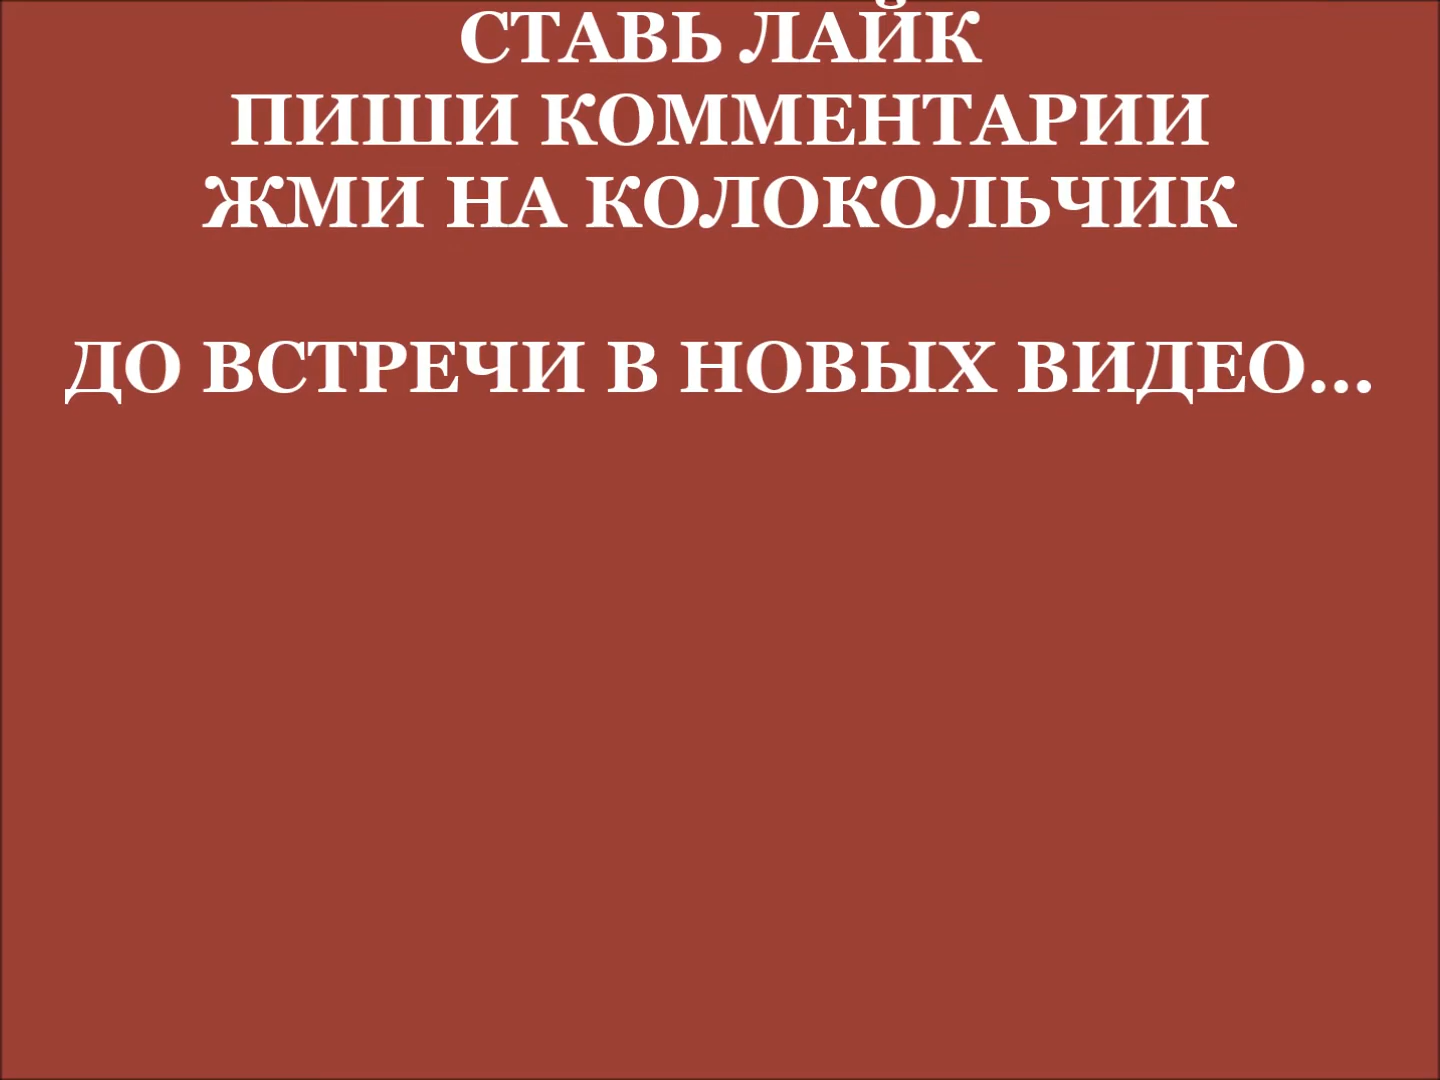 СТАВЬ ЛАЙК
ПИШИ КОММЕНТАРИИ
ЖМИ НА КОЛОКОЛЬЧИК
ДО ВСТРЕЧИ В НОВЫХ ВИДЕО...